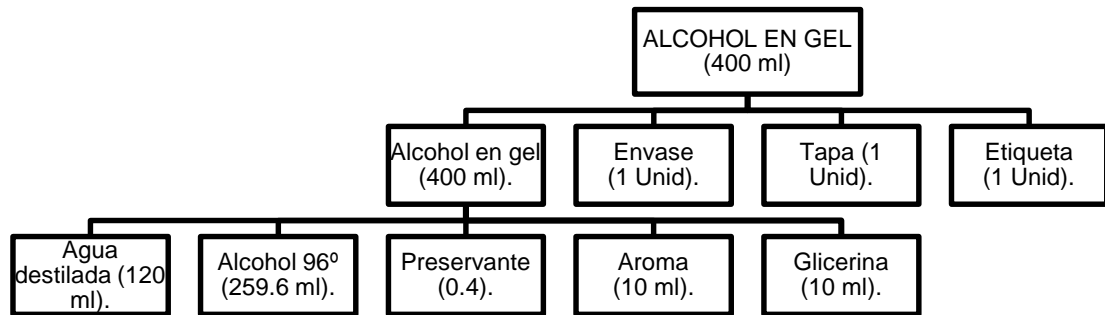 ALCOHOL EN GEL
(400 ml)
Alcohol en gel
(400 ml).
Envase
(1 Unid).
Tapa (1
Unid).
Etiqueta
(1 Unid).
Agua
destilada (120
ml).
Alcohol 96º
(259.6 ml).
Preservante
(0.4).
Aroma
(10 ml).
Glicerina
(10 ml).